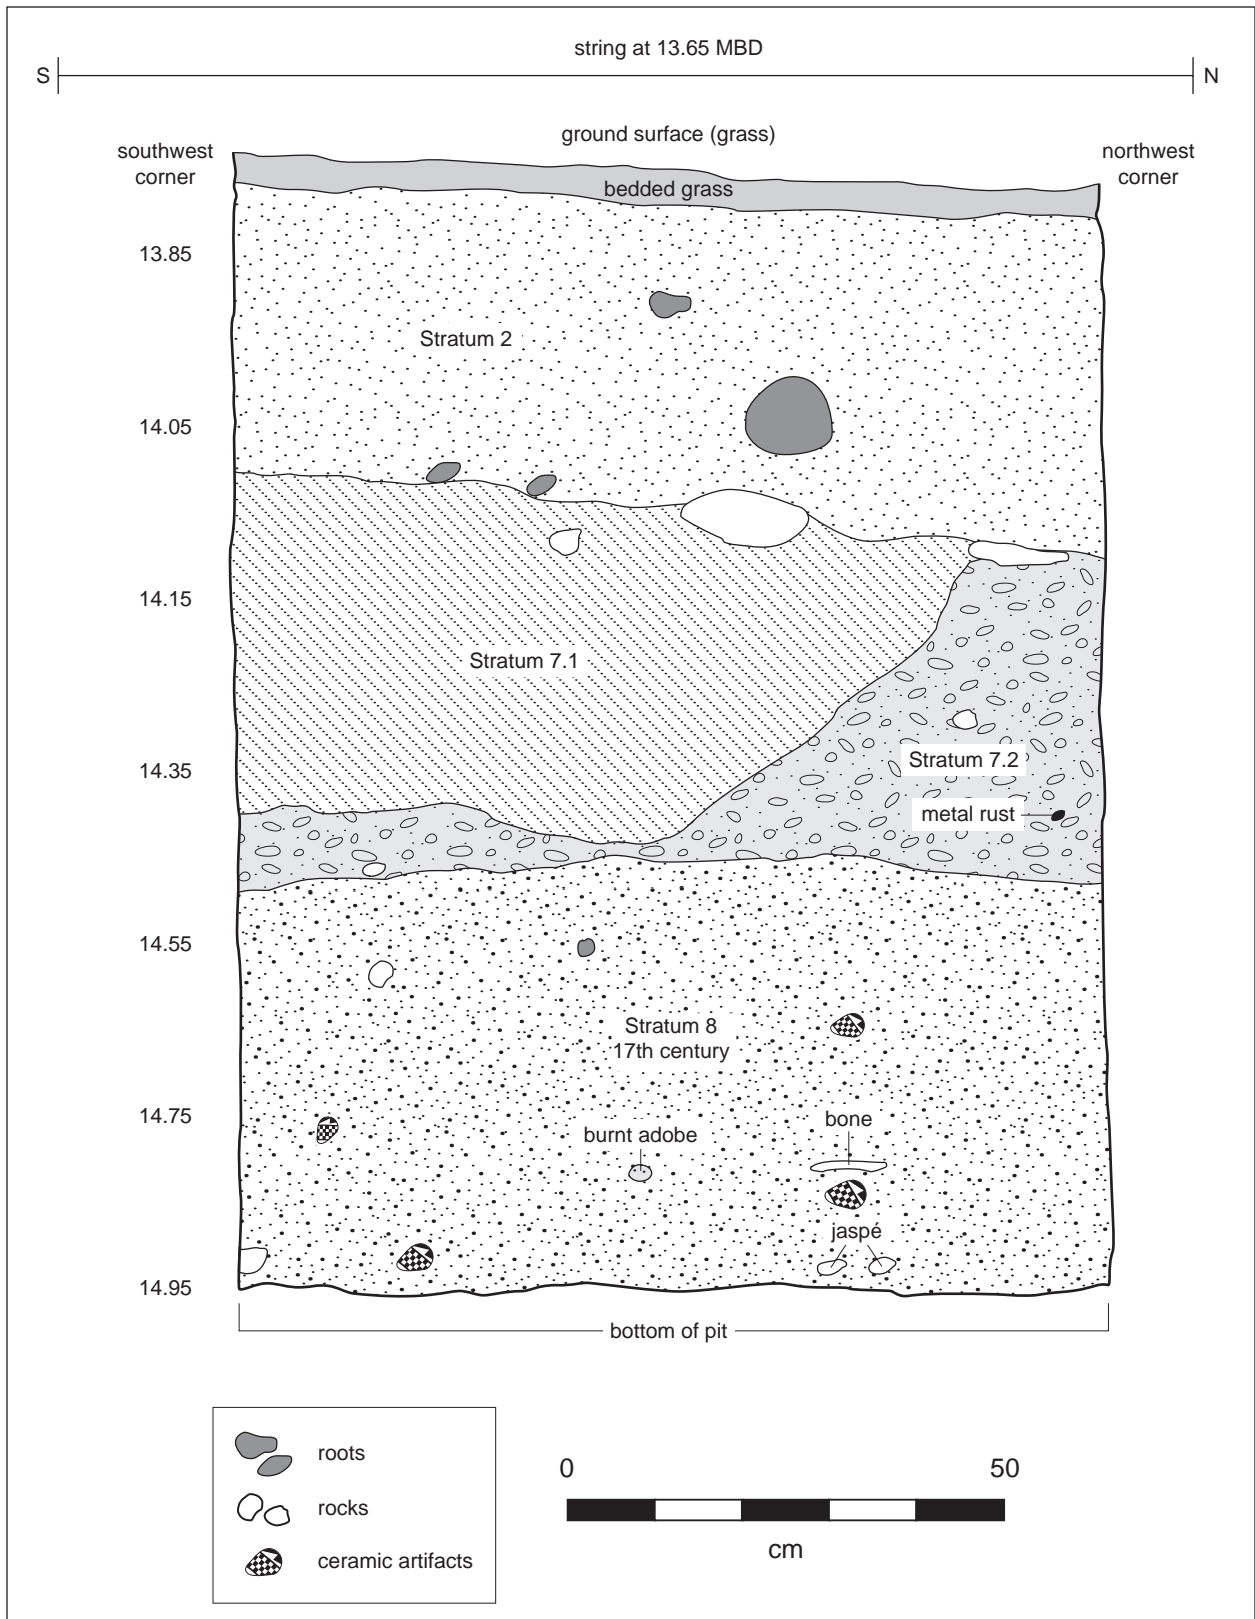 string at 13.65 MBD
S
N
ground surface (grass)
southwest
corner
northwest
corner
bedded grass
13.85
Stratum 2
14.05
14.15
Stratum 7.1
14.35
Stratum 7.2
metal rust
14.55
Stratum 8
17th century
14.75
burnt adobe
bone
jaspé
14.95
bottom of pit
roots
rocks
ceramic artifacts
0
50
cm